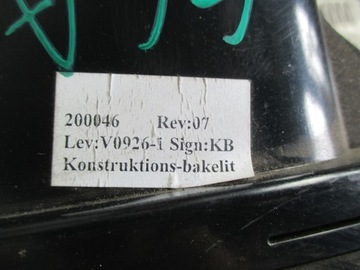 200046 Rev:07
Lev:V0926-1 Sign:KB
Konstruktions-bakelit